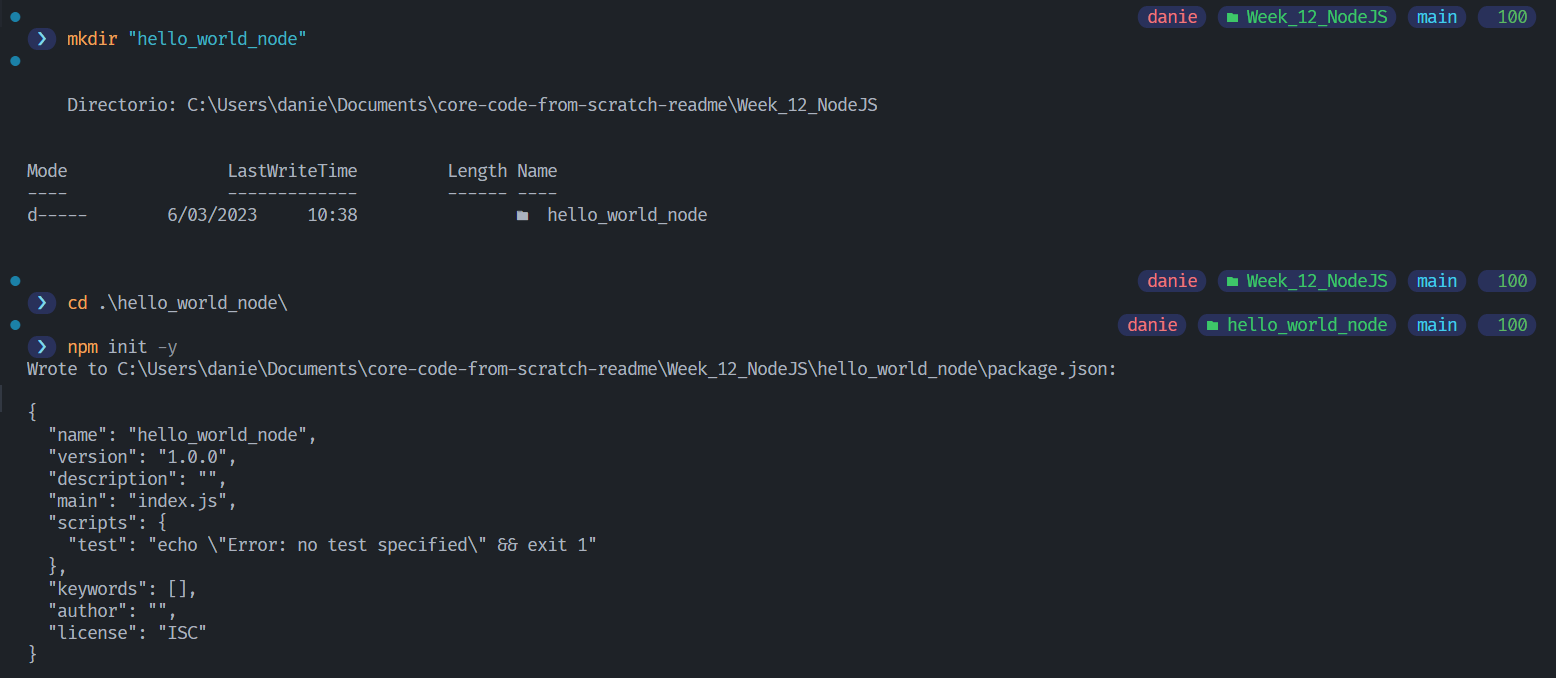 danie Week_12_NodeJS main 100
❯ mkdir "hello_world_node"
Directorio: C:\Users\danie\Documents\core-code-from-scratch-readme\Week_12_NodeJS
Mode LastWriteTime Length Name
---- ------------- ------ ----
d----- 6/03/2023 10:38 hello_world_node
danie Week_12_NodeJS main 100
❯ cd .\hello_world_node\
danie hello_world_node main 100
❯ npm init -y
Wrote to C:\Users\danie\Documents\core-code-from-scratch-readme\Week_12_NodeJS\hello_world_node\package.json:
{
  "name": "hello_world_node",
  "version": "1.0.0",
  "description": "",
  "main": "index.js",
  "scripts": {
    "test": "echo \"Error: no test specified\" && exit 1"
  },
  "keywords": [],
  "author": "",
  "license": "ISC"
}